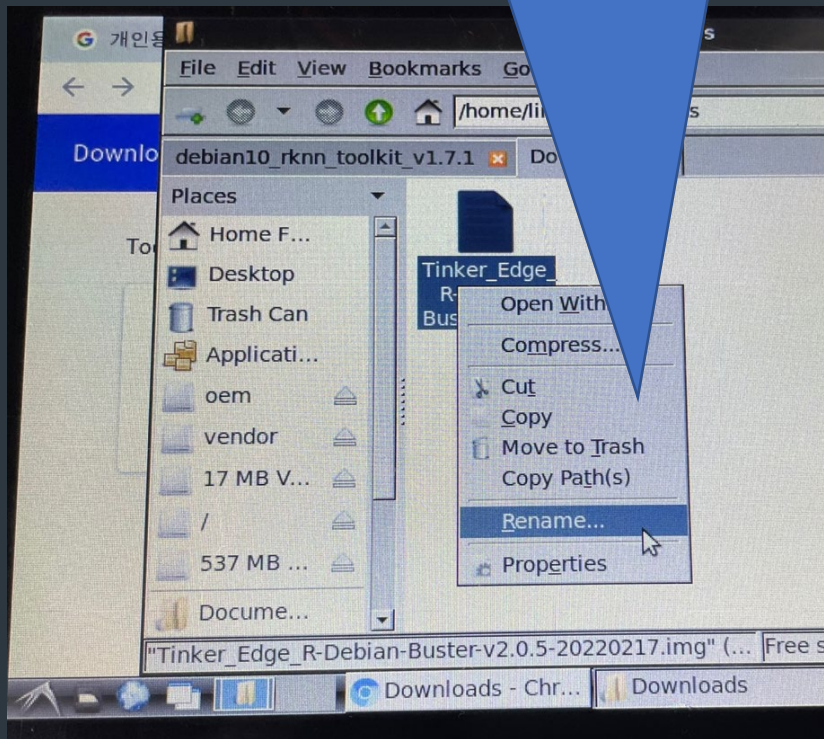 개인용
s
File Edit View Bookmarks Go
/home/li s
Downlo
debian10_rknn_toolkit_v1.7.1 Do
Places
Home F...
To
Desktop
Trash Can
Applicati...
oem
vendor
17 MB V...
/
537 MB ...
Docume...
Tinker_Edge_
R-
Bus
Open With
Compress...
Cut
Copy
Move to Trash
Copy Path(s)
Rename...
Properties
"Tinker_Edge_R-Debian-Buster-v2.0.5-20220217.img" (... Free s
Downloads - Chr... Downloads